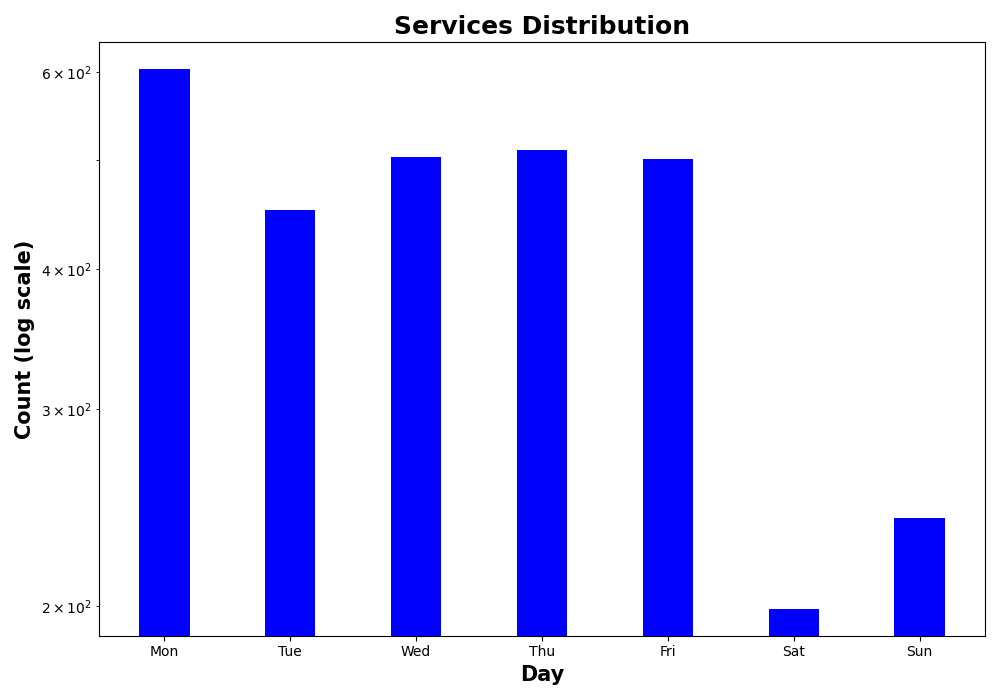 Services Distribution
6 × 10²
4 × 10²
3 × 10²
2 × 10²
Count (log scale)
Mon Tue Wed Thu Fri Sat Sun
Day